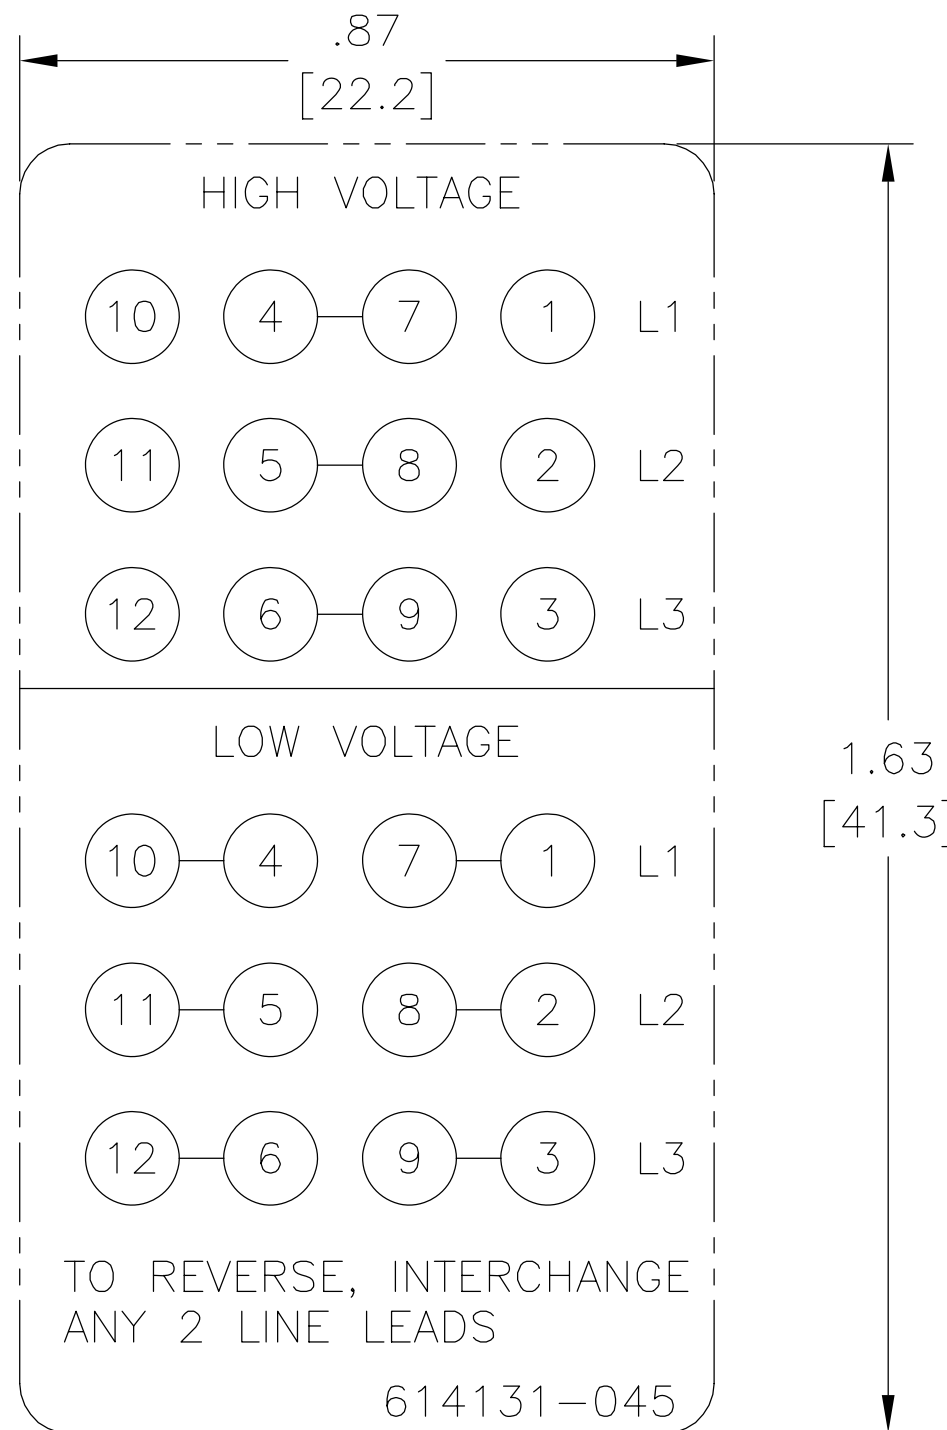 .87
[22.2]
HIGH VOLTAGE
10 4 7 1 L1
11 5 8 2 L2
12 6 9 3 L3
LOW VOLTAGE
1.63
[41.3]
10 4 7 1 L1
11 5 8 2 L2
12 6 9 3 L3
TO REVERSE, INTERCHANGE
ANY 2 LINE LEADS
614131-045